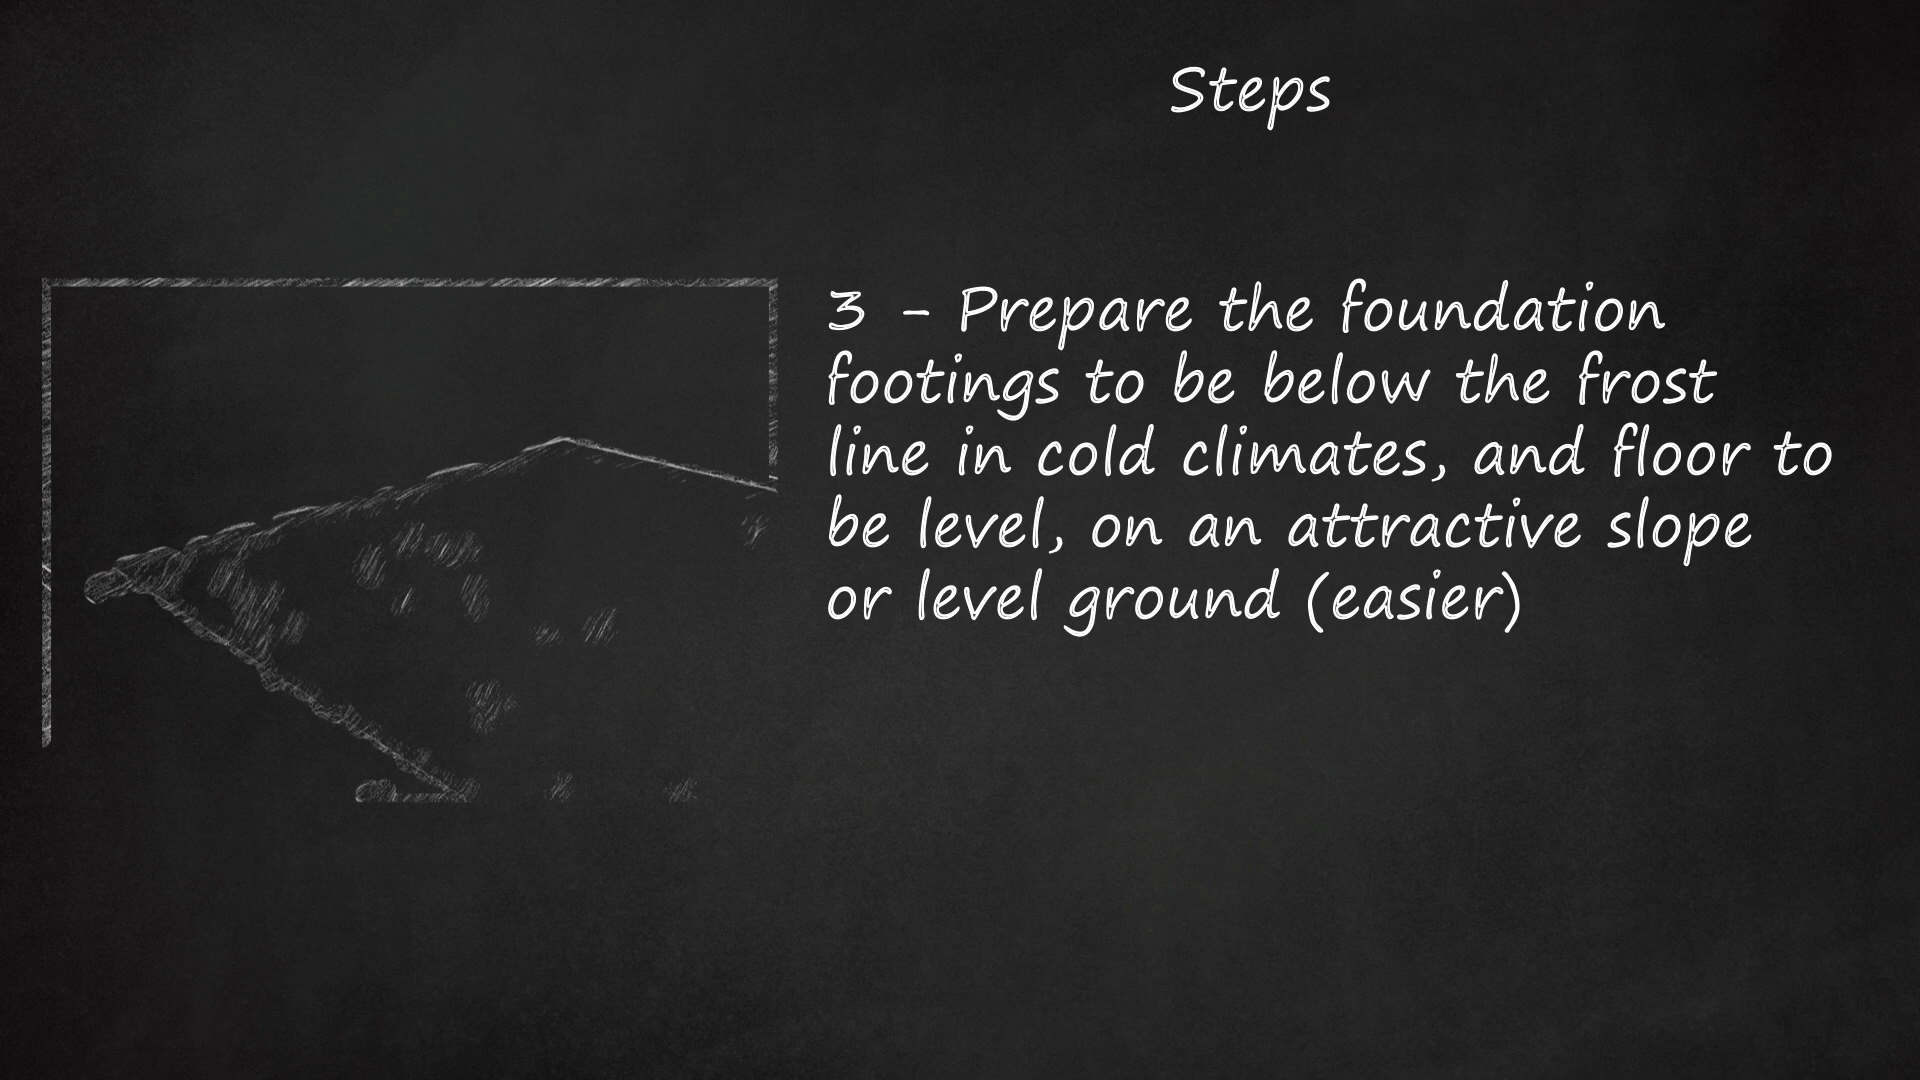 Steps
3 - Prepare the foundation
footings to be below the frost
line in cold climates, and floor to
be level, on an attractive slope
or level ground (easier)